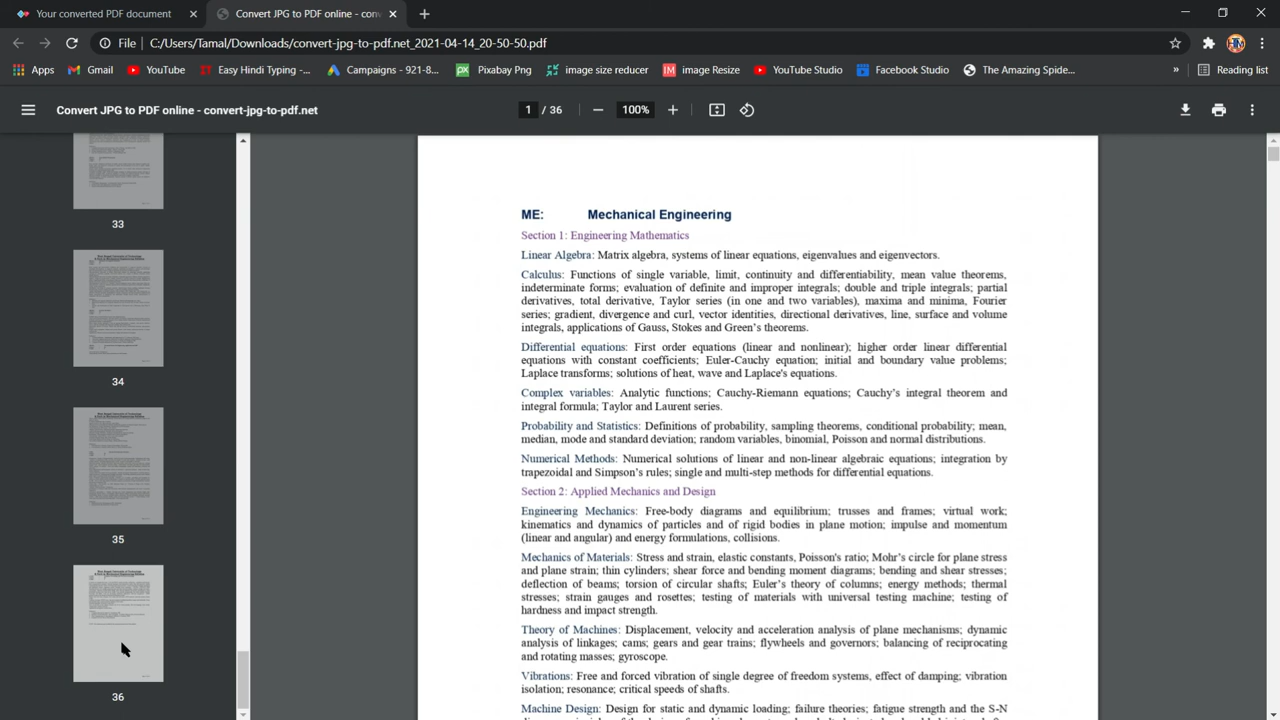 Your converted PDF document
Convert JPG to PDF online - con
File C:/Users/Tamal/Downloads/convert-jpg-to-pdf.net_2021-04-14_20-50-50.pdf
Apps Gmail YouTube Easy Hindi Typing -... Campaigns - 921-8... Pixabay Png image size reducer image Resize YouTube Studio Facebook Studio The Amazing Spide... » Reading list
Convert JPG to PDF online - convert-jpg-to-pdf.net 1 / 36 100%
33
34
35
36
ME: Mechanical Engineering
Section 1: Engineering Mathematics
Linear Algebra: Matrix algebra, systems of linear equations, eigenvalues and eigenvectors.
Calculus: Functions of single variable, limit, continuity and differentiability, mean value theorems,
indeterminate forms; evaluation of definite and improper integrals; double and triple integrals; partial
derivatives, total derivative, Taylor series (in one and two variables), maxima and minima, Fourier
series; gradient, divergence and curl, vector identities, directional derivatives, line, surface and volume
integrals, applications of Gauss, Stokes and Green's theorems.
Differential equations: First order equations (linear and nonlinear); higher order linear differential
equations with constant coefficients; Euler-Cauchy equation; initial and boundary value problems;
Laplace transforms; solutions of heat, wave and Laplace's equations.
Complex variables: Analytic functions; Cauchy-Riemann equations; Cauchy's integral theorem and
integral formula; Taylor and Laurent series.
Probability and Statistics: Definitions of probability, sampling theorems, conditional probability; mean,
median, mode and standard deviation; random variables, binomial, Poisson and normal distributions.
Numerical Methods: Numerical solutions of linear and non-linear algebraic equations; integration by
trapezoidal and Simpson's rules; single and multi-step methods for differential equations.
Section 2: Applied Mechanics and Design
Engineering Mechanics: Free-body diagrams and equilibrium; trusses and frames; virtual work;
kinematics and dynamics of particles and of rigid bodies in plane motion; impulse and momentum
(linear and angular) and energy formulations, collisions.
Mechanics of Materials: Stress and strain, elastic constants, Poisson's ratio; Mohr's circle for plane stress
and plane strain; thin cylinders; shear force and bending moment diagrams; bending and shear stresses;
deflection of beams; torsion of circular shafts; Euler's theory of columns; energy methods; thermal
stresses; strain gauges and rosettes; testing of materials with universal testing machine; testing of
hardness and impact strength.
Theory of Machines: Displacement, velocity and acceleration analysis of plane mechanisms; dynamic
analysis of linkages; cams; gears and gear trains; flywheels and governors; balancing of reciprocating
and rotating masses; gyroscope.
Vibrations: Free and forced vibration of single degree of freedom systems, effect of damping; vibration
isolation; resonance; critical speeds of shafts.
Machine Design: Design for static and dynamic loading; failure theories; fatigue strength and the S-N